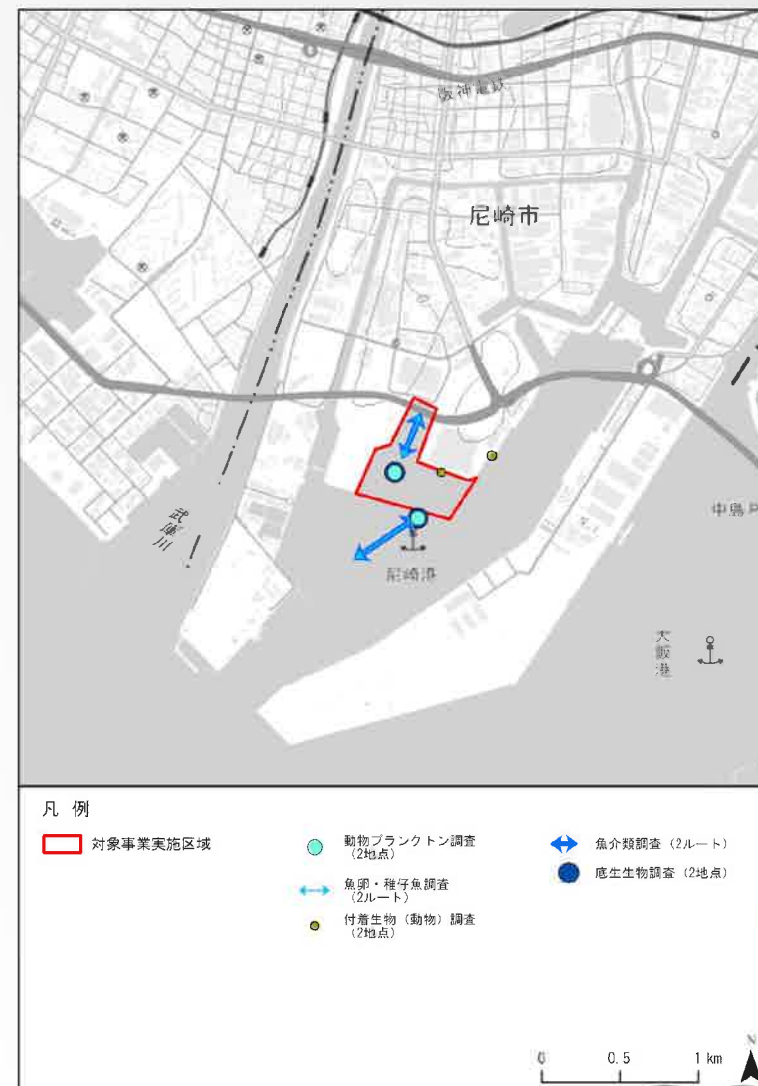 阪神電鉄
尼崎市
武庫川
尼崎港
大阪港
凡 例
対象事業実施区域
動物プランクトン調査
(2地点)
魚卵・稚仔魚調査
(2ルート)
付着生物(動物)調査
(2地点)
魚介類調査(2ルート)
底生生物調査(2地点)
0 0.5 1 km
N